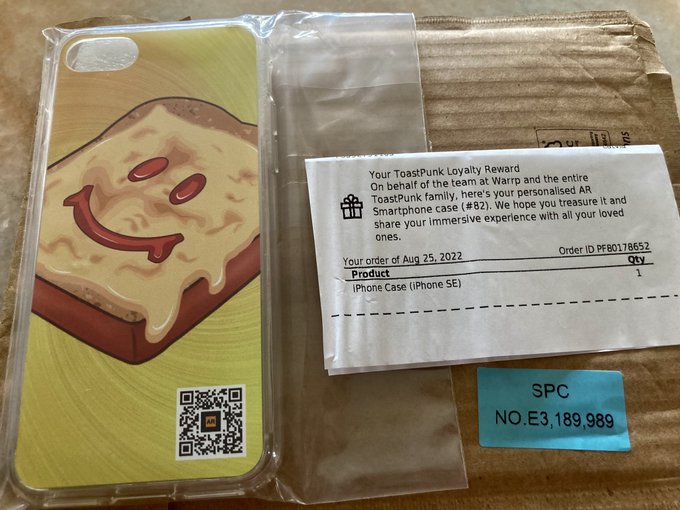 Your ToastPunk Loyalty Reward
On behalf of the team at Warrp and the entire
ToastPunk family, here's your personalised AR
Smartphone case (#82). We hope you treasure it and
share your immersive experience with all your loved
ones.
Your order of Aug 25, 2022 Order ID PFB0178652
Product Qty
iPhone Case (iPhone SE) 1
SPC
NO.E3,189,989
AR